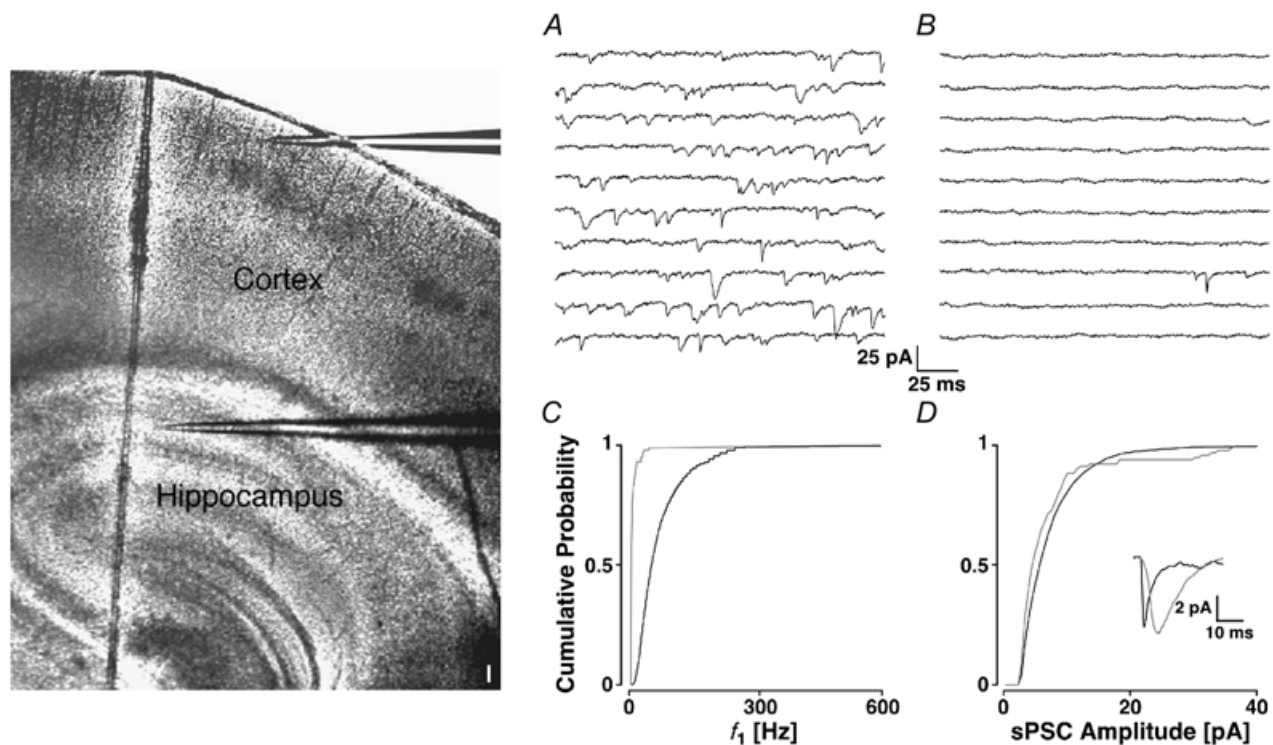 A
B
Cortex
Hippocampus
25 pA
25 ms
C
D
Cumulative Probability
1
0.5
0
0
300
600
f1 [Hz]
1
0.5
0
0
20
40
sPSC Amplitude [pA]
2 pA
10 ms